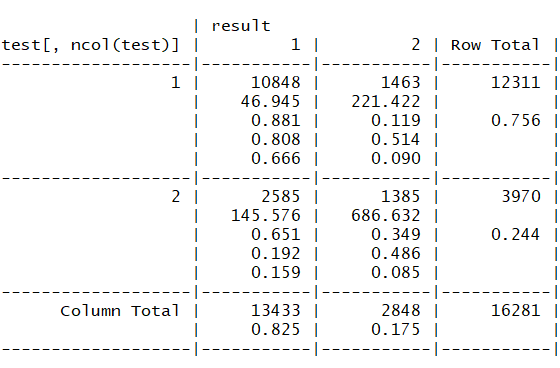 | result
test[, ncol(test)] |         1 |         2 | Row Total |
-------------------|-----------|-----------|-----------|
                 1 |     10848 |      1463 |     12311 |
                   |    46.945 |   221.422 |           |
                   |     0.881 |     0.119 |     0.756 |
                   |     0.808 |     0.514 |           |
                   |     0.666 |     0.090 |           |
-------------------|-----------|-----------|-----------|
                 2 |      2585 |      1385 |      3970 |
                   |   145.576 |   686.632 |           |
                   |     0.651 |     0.349 |     0.244 |
                   |     0.192 |     0.486 |           |
                   |     0.159 |     0.085 |           |
-------------------|-----------|-----------|-----------|
      Column Total |     13433 |      2848 |     16281 |
                   |     0.825 |     0.175 |           |
-------------------|-----------|-----------|-----------|